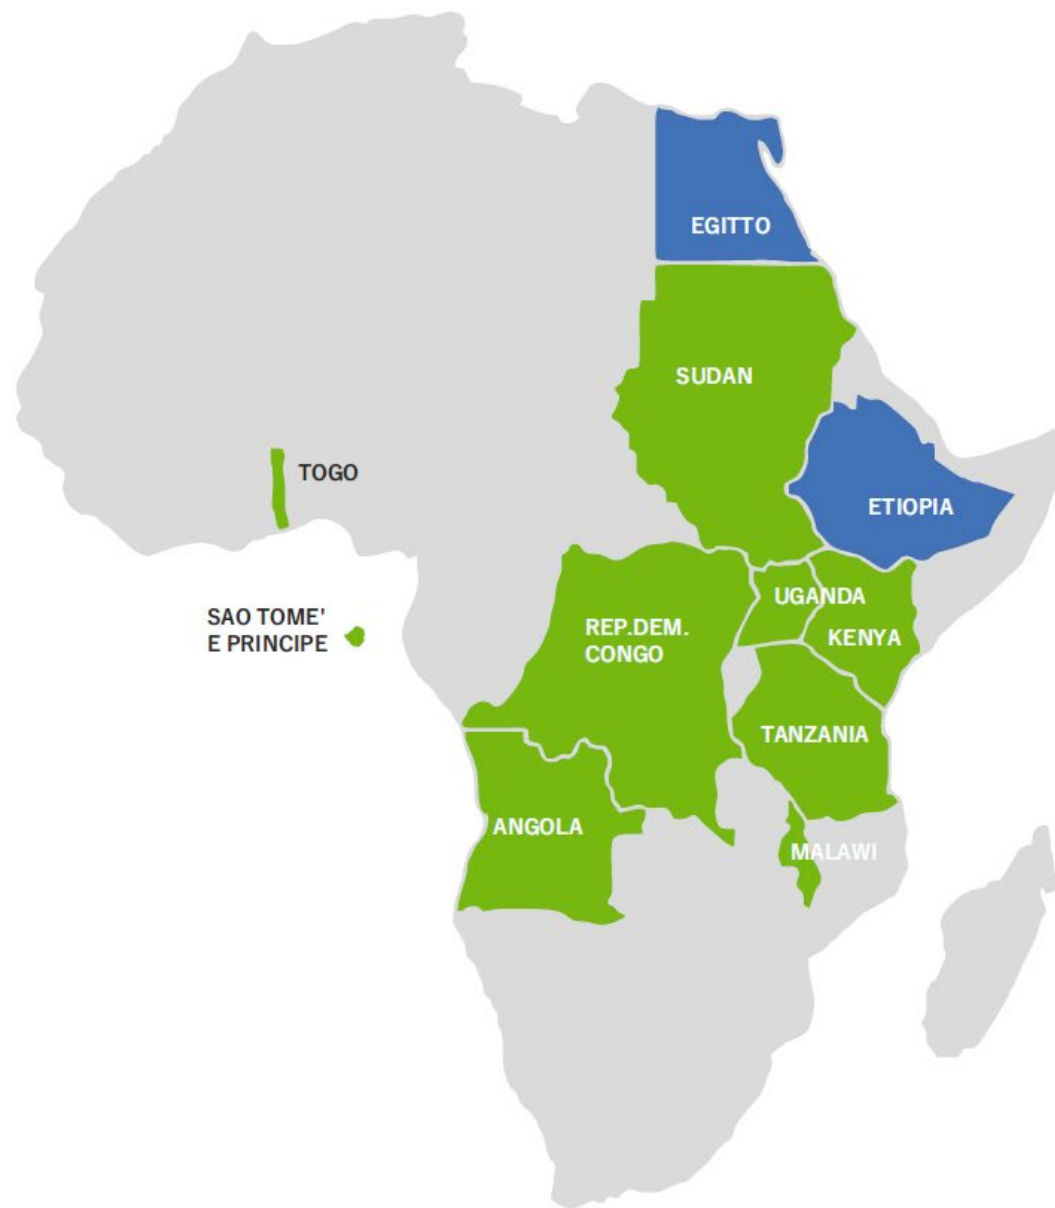 EGITTO
SUDAN
TOGO
ETIOPIA
UGANDA
SAO TOME'
E PRINCIPE
REP.DEM.
CONGO
KENYA
TANZANIA
ANGOLA
MALAWI